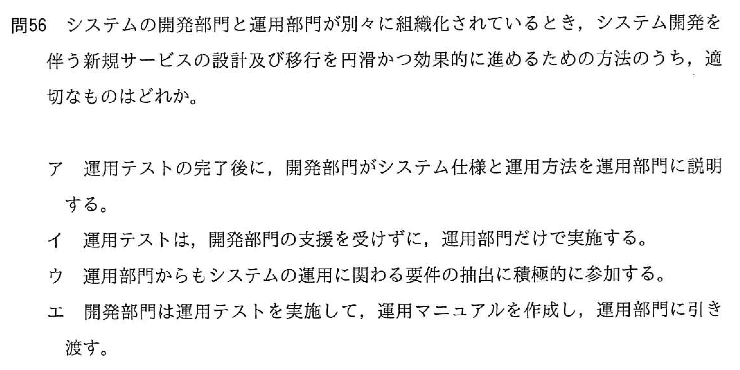 問56 システムの開発部門と運用部門が別々に組織化されているとき，システム開発を
伴う新規サービスの設計及び移行を円滑かつ効果的に進めるための方法のうち，適
切なものはどれか。
ア 運用テストの完了後に，開発部門がシステム仕様と運用方法を運用部門に説明
する。
イ 運用テストは，開発部門の支援を受けずに，運用部門だけで実施する。
ウ 運用部門からもシステムの運用に関わる要件の抽出に積極的に参加する。
エ 開発部門は運用テストを実施して，運用マニュアルを作成し，運用部門に引き
渡す。